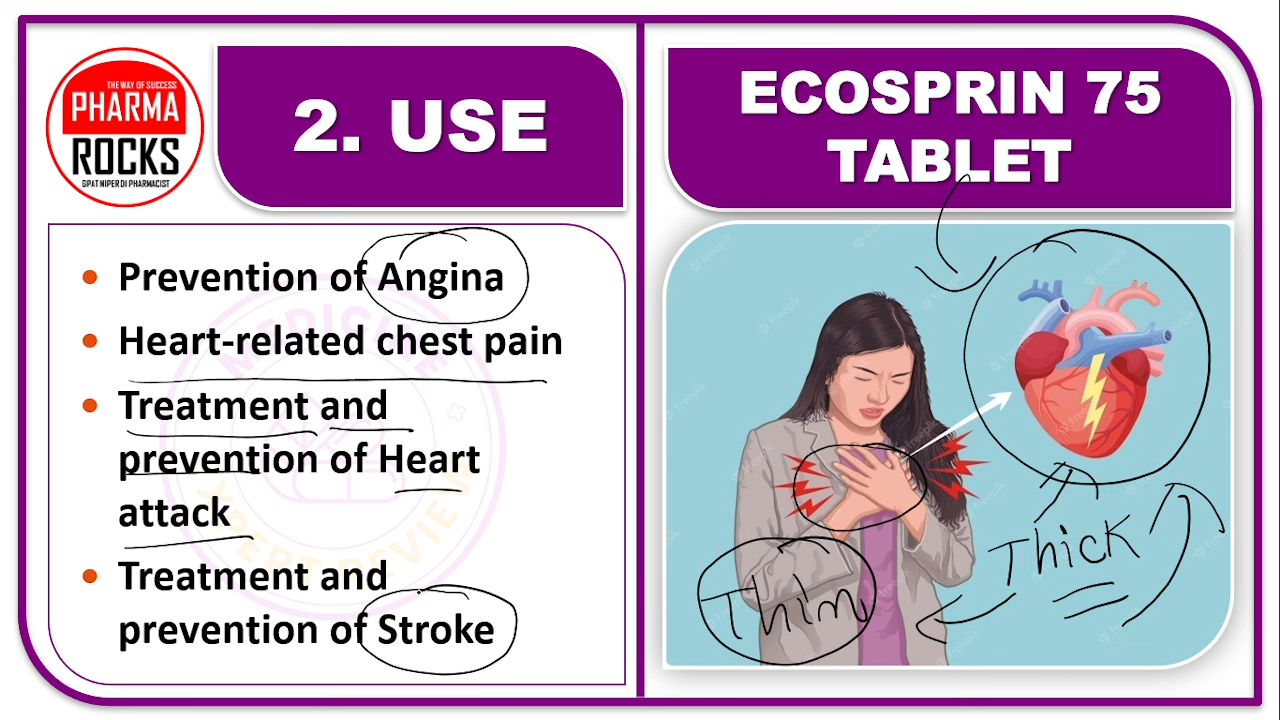 THE WAY OF SUCCESS
PHARMA
ROCKS
GPAT NIPER DI PHARMACIST
2. USE
ECOSPRIN 75
TABLET
• Prevention of Angina
• Heart-related chest pain
• Treatment and
prevention of Heart
attack
• Treatment and
prevention of Stroke
Thick
Thin